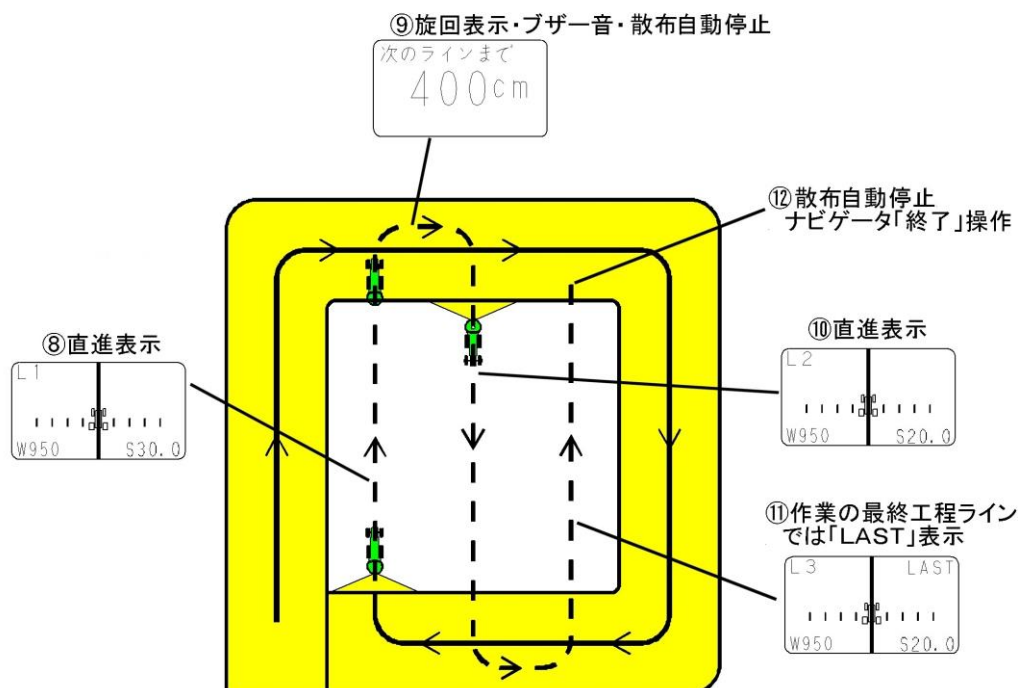 ⑨旋回表示・ブザー音・散布自動停止
次のラインまで
400cm
⑫散布自動停止
ナビゲータ「終了」操作
⑧直進表示
L1
W950 S30.0
⑩直進表示
L2
W950 S20.0
⑪作業の最終工程ライン
では「LAST」表示
L3 LAST
W950 S20.0